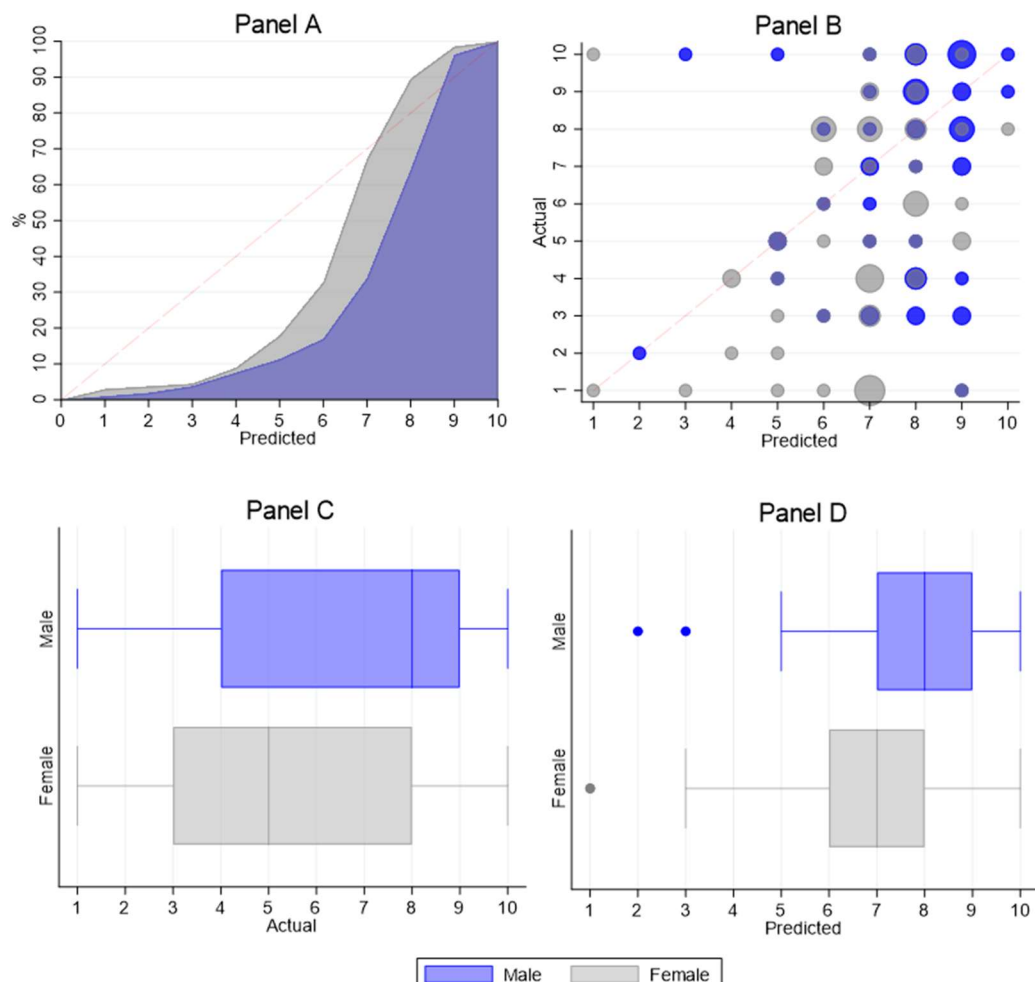 Panel A
100
90
80
70
60
50
40
30
20
10
0
%
0 1 2 3 4 5 6 7 8 9 10
Predicted
Panel B
10
9
8
7
6
5
4
3
2
1
Actual
1 2 3 4 5 6 7 8 9 10
Predicted
Panel C
Male
Female
1 2 3 4 5 6 7 8 9 10
Actual
Panel D
Male
Female
1 2 3 4 5 6 7 8 9 10
Predicted
Male Female